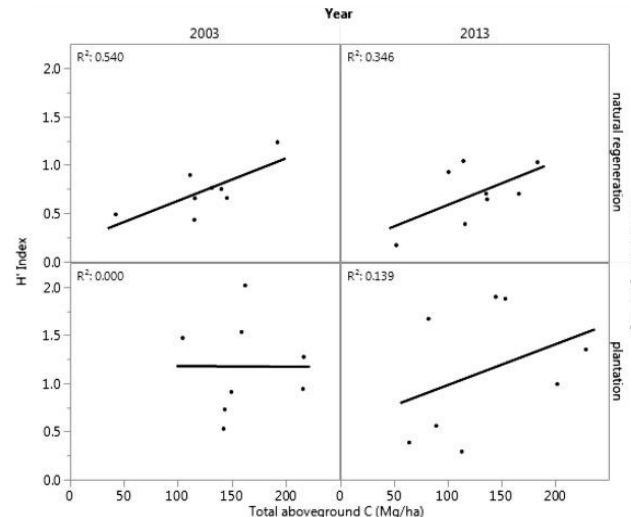 Year
2003 2013
R²: 0.540 R²: 0.346
2.0
1.5
1.0
0.5
0.0
natural regeneration
H' Index
R²: 0.000 R²: 0.139
2.0
1.5
1.0
0.5
0.0
plantation
0 50 100 150 200 0 50 100 150 200
Total aboveground C (Mg/ha)